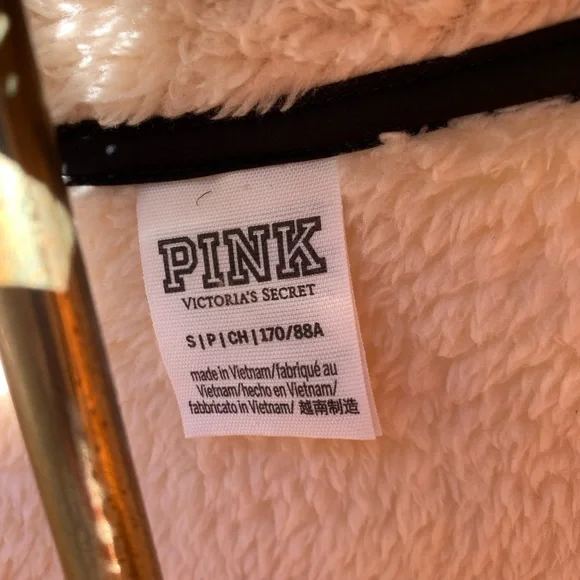 PINK
VICTORIA'S SECRET
S|P|CH|170/88A
made in Vietnam/fabriqué au
Vietnam/hecho en Vietnam/
fabbricato in Vietnam/ 越南制造